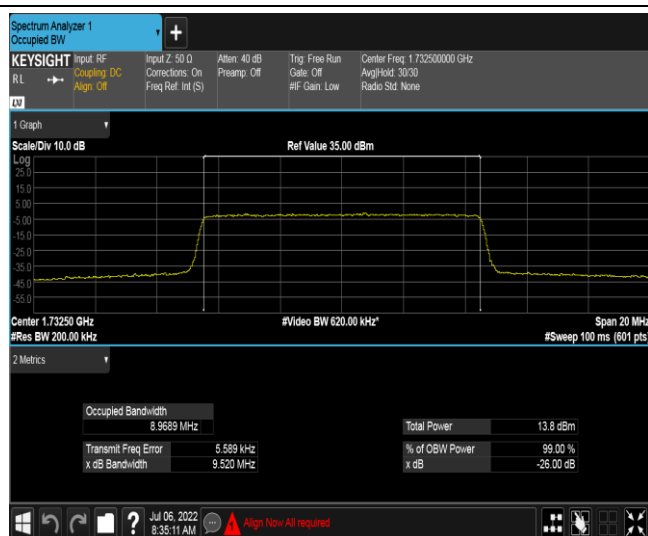 Spectrum Analyzer 1
Occupied BW
+
KEYSIGHT Input: RF Input Z: 50 Ω Atten: 40 dB Trig: Free Run Center Freq: 1.732500000 GHz
RL Coupling: DC Corrections: On Preamp: Off Gate: Off Avg|Hold: 30/30
Align: Off Freq Ref: Int (S) #IF Gain: Low Radio Std: None
LXI
1 Graph
Scale/Div 10.0 dB Ref Value 35.00 dBm
Log
25.0
15.0
5.00
-5.00
-15.0
-25.0
-35.0
-45.0
-55.0
Center 1.73250 GHz #Video BW 620.00 kHz* Span 20 MHz
#Res BW 200.00 kHz #Sweep 100 ms (601 pts)
2 Metrics
Occupied Bandwidth
8.9689 MHz Total Power 13.8 dBm
Transmit Freq Error 5.589 kHz % of OBW Power 99.00 %
x dB Bandwidth 9.520 MHz x dB -26.00 dB
? Jul 06, 2022
8:35:11 AM
Align Now All required